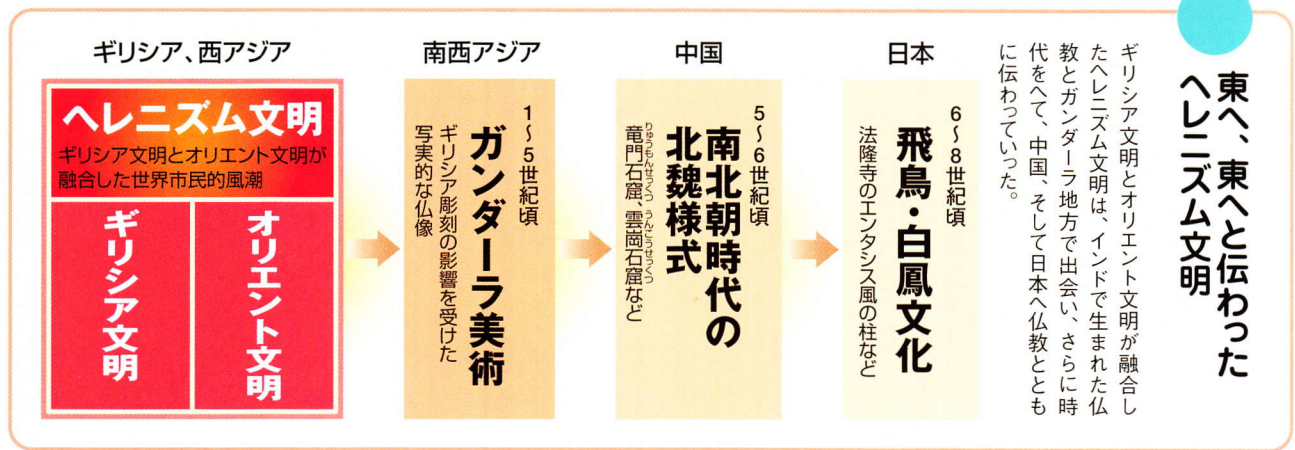 東へ、東へと伝わった
ヘレニズム文明
ギリシア文明とオリエント文明が融合し
たヘレニズム文明は、インドで生まれた仏
教とガンダーラ地方で出会い、さらに時
代をへて、中国、そして日本へ仏教ととも
に伝わっていった。
ギリシア、西アジア
ヘレニズム文明
ギリシア文明とオリエント文明が
融合した世界市民的風潮
ギリシア文明
オリエント文明
南西アジア
1〜5世紀頃
ガンダーラ美術
ギリシア彫刻の影響を受けた
写実的な仏像
中国
5〜6世紀頃
南北朝時代の
北魏様式
りゅうもんせっくつ うんこうせっくつ
竜門石窟、雲崗石窟など
日本
6〜8世紀頃
飛鳥・白鳳文化
法隆寺のエンタシス風の柱など